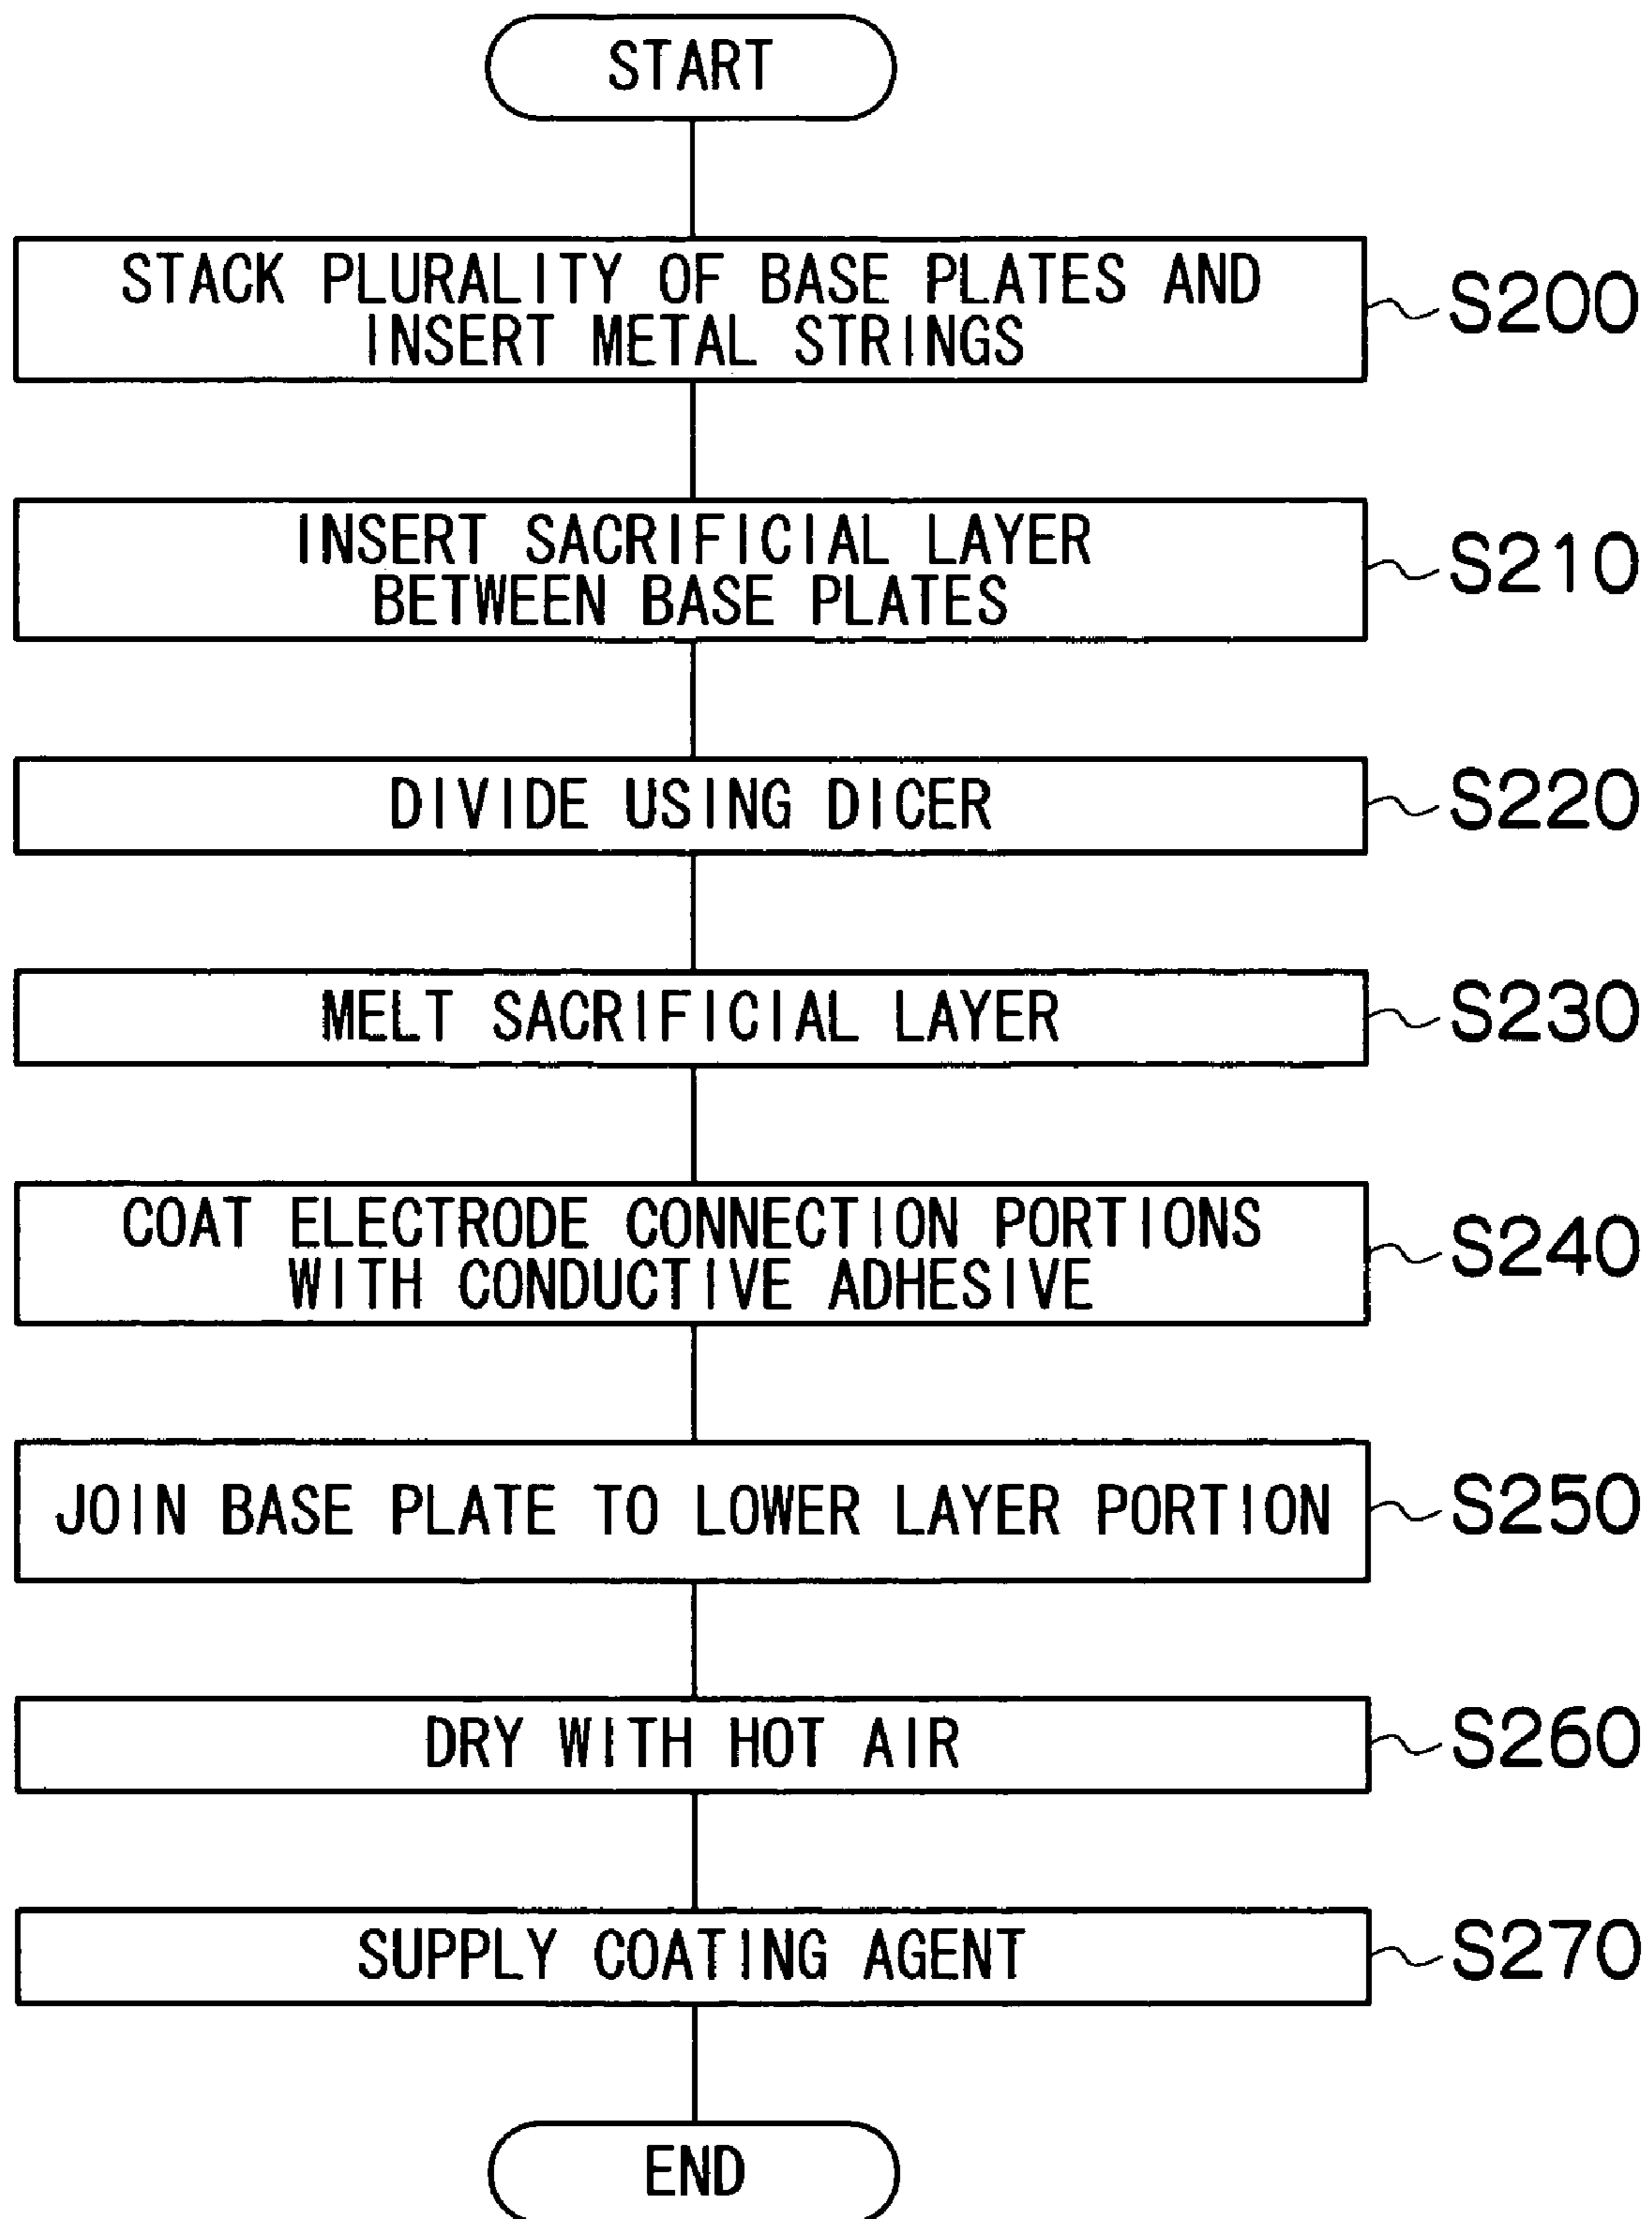 START
STACK PLURALITY OF BASE PLATES AND
INSERT METAL STRINGS
S200
INSERT SACRIFICIAL LAYER
BETWEEN BASE PLATES
S210
DIVIDE USING DICER
S220
MELT SACRIFICIAL LAYER
S230
COAT ELECTRODE CONNECTION PORTIONS
WITH CONDUCTIVE ADHESIVE
S240
JOIN BASE PLATE TO LOWER LAYER PORTION
S250
DRY WITH HOT AIR
S260
SUPPLY COATING AGENT
S270
END